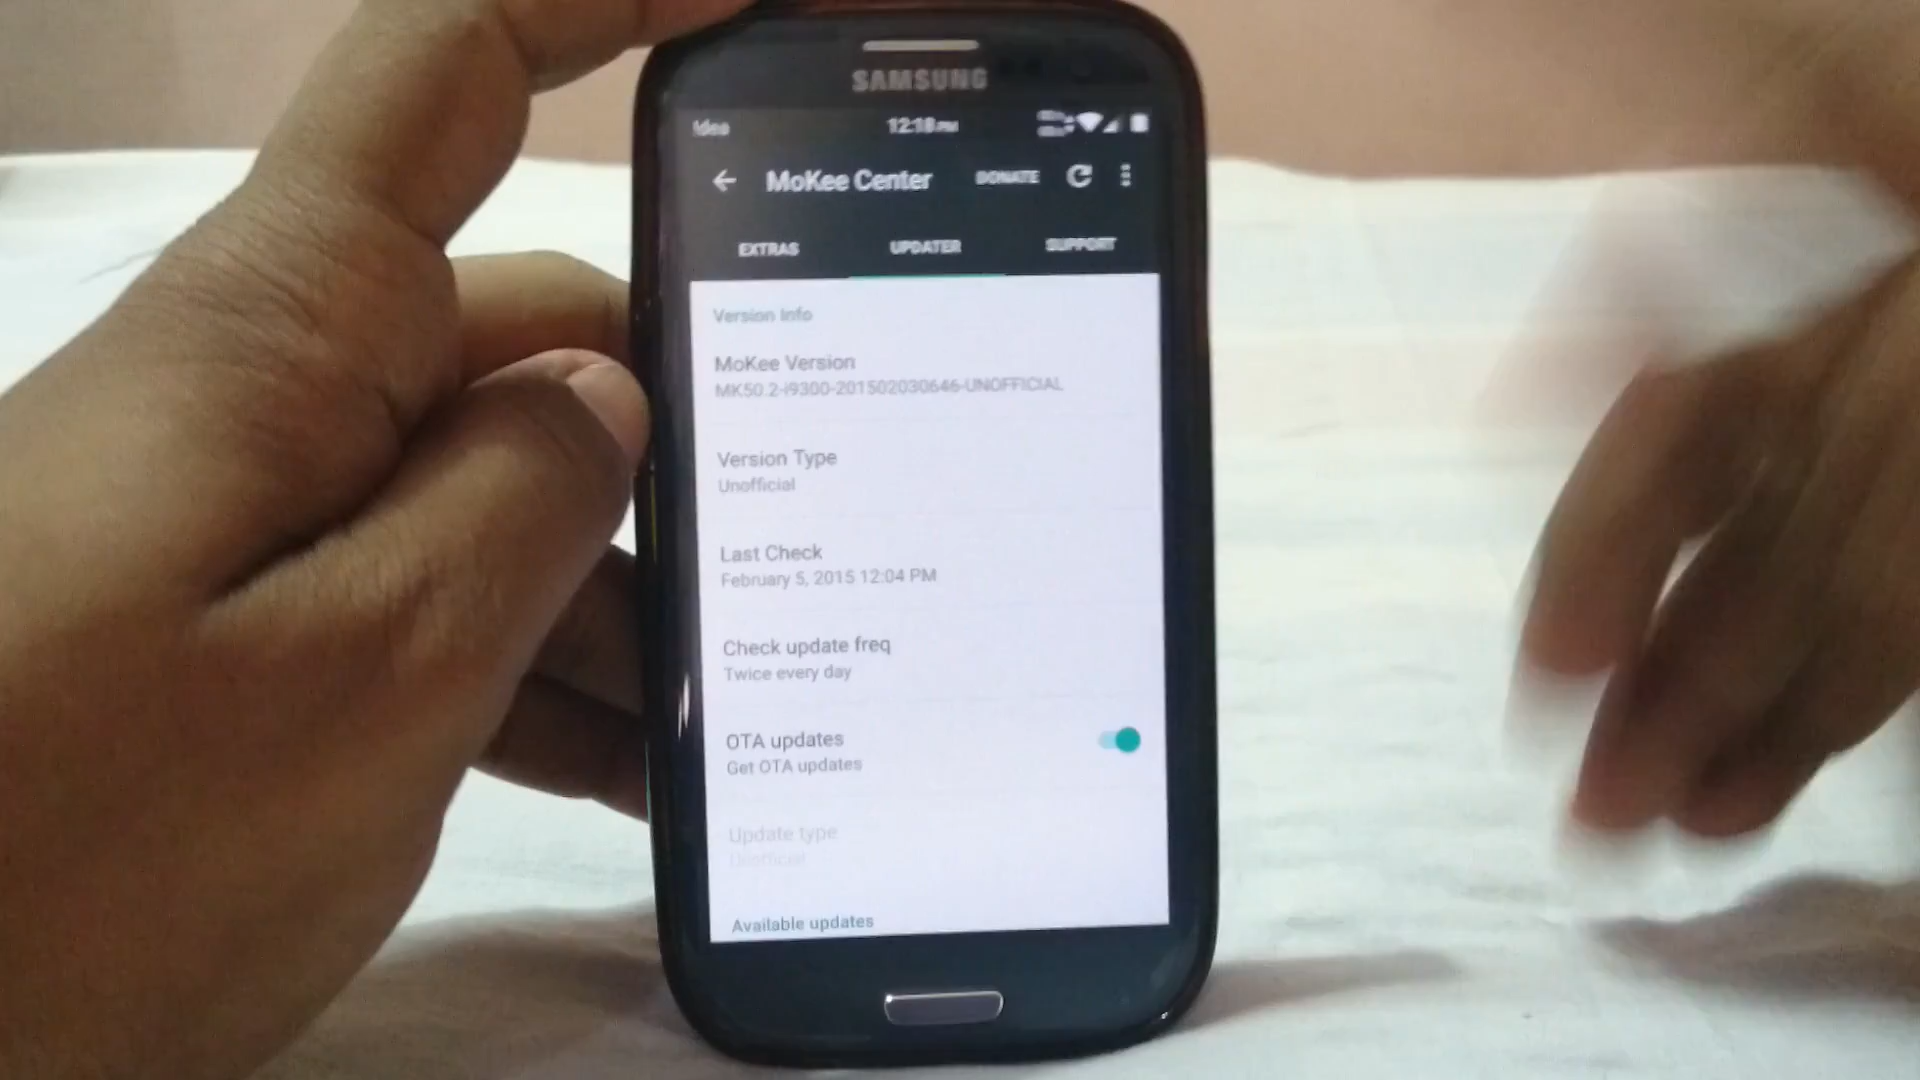 SAMSUNG
Idea 12:18 PM
MoKee Center DONATE
EXTRAS UPDATER SUPPORT
Version Info
MoKee Version
MK50.2-i9300-201502030646-UNOFFICIAL
Version Type
Unofficial
Last Check
February 5, 2015 12:04 PM
Check update freq
Twice every day
OTA updates
Get OTA updates
Update type
Unofficial
Available updates